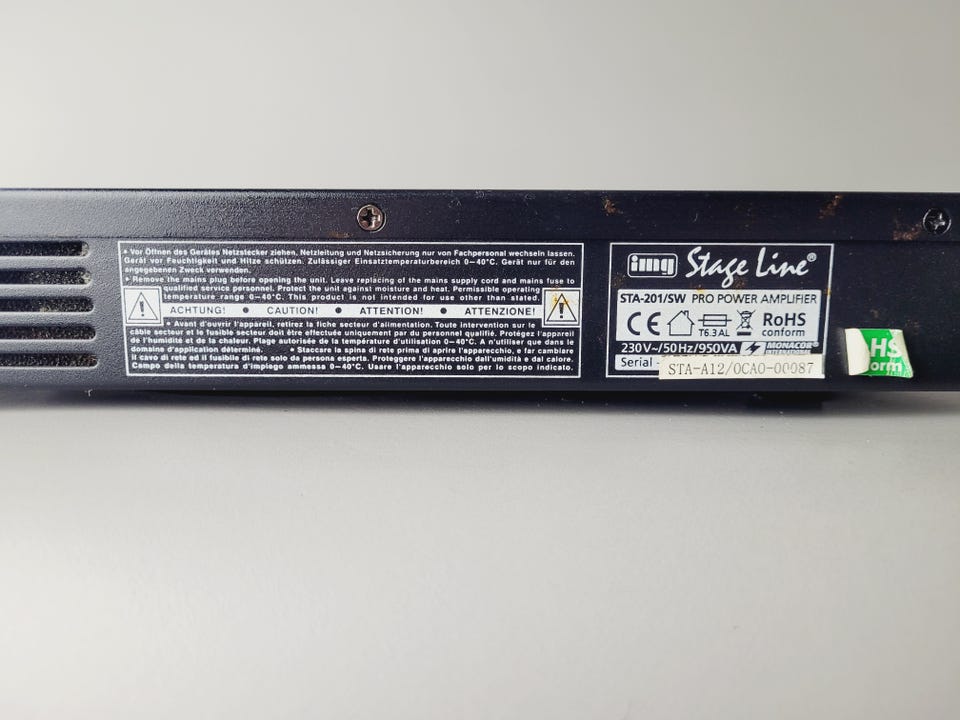 • Vor Öffnen des Gerätes Netzstecker ziehen, Netzleitung und Netzsicherung nur von Fachpersonal wechseln lassen.
Gerät vor Feuchtigkeit und Hitze schützen. Zulässiger Einsatztemperaturbereich 0–40°C. Gerät nur für den
angegebenen Zweck verwenden.
• Remove the mains plug before opening the unit. Leave replacing of the mains supply cord and mains fuse to
qualified service personnel. Protect the unit against moisture and heat. Permissible operating
temperature range 0–40°C. This product is not intended for use other than stated.
ACHTUNG! • CAUTION! • ATTENTION! • ATTENZIONE!
• Avant d'ouvrir l'appareil, retirez la fiche secteur d'alimentation. Toute intervention sur le
câble secteur et le fusible secteur doit être effectuée uniquement par du personnel qualifié. Protégez l'appareil
de l'humidité et de la chaleur. Plage autorisée de la température d'utilisation 0–40°C. A n'utiliser que dans le
domaine d'application déterminé. • Staccare la spina di rete prima di aprire l'apparecchio, e far cambiare
il cavo di rete ed il fusibile di rete solo da persona esperta. Proteggere l'apparecchio dall'umidità e dal calore.
Campo della temperatura d'impiego ammessa 0–40°C. Usare l'apparecchio solo per lo scopo indicato.
img Stage Line®
STA-201/SW PRO POWER AMPLIFIER
CE T6.3 AL RoHS
conform
230 V~/50Hz/950VA MONACOR®
INTERNATIONAL
Serial
STA-A12/0CA0-00087
HS
orm